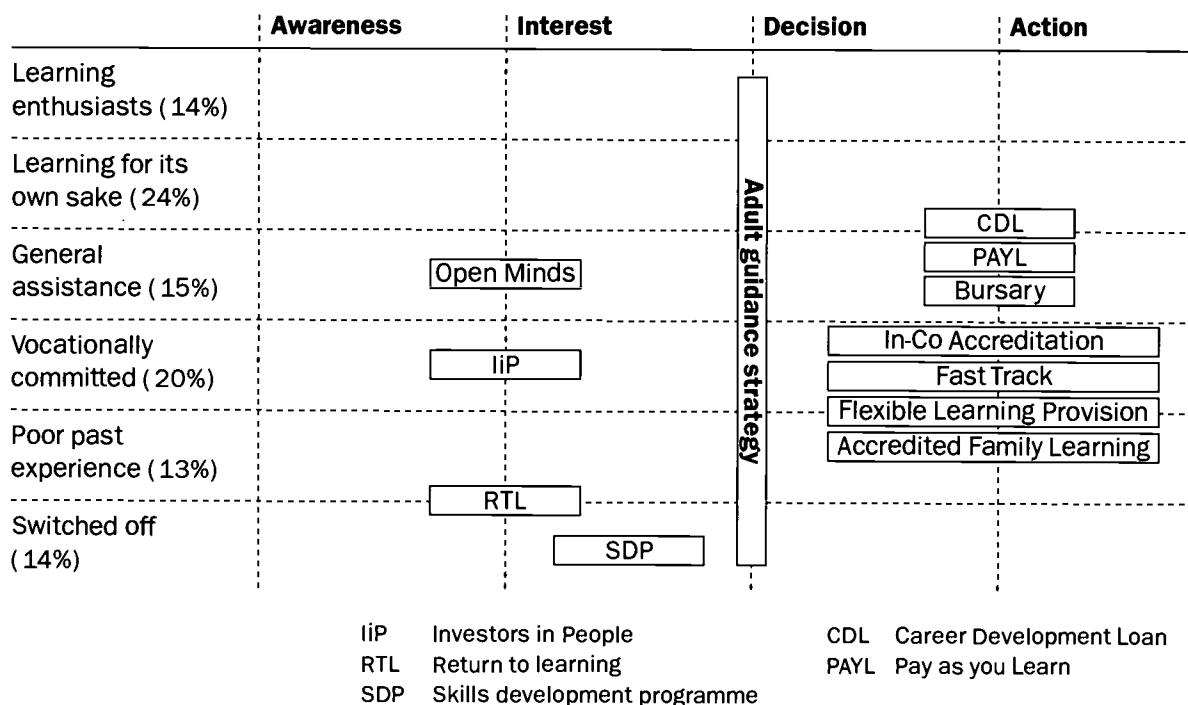 Awareness Interest Decision Action
Learning
enthusiasts (14%)
Learning for its
own sake (24%)
CDL
General
assistance (15%)
Open Minds
PAYL
Bursary
Adult guidance strategy
Vocationally
committed (20%)
IiP
In-Co Accreditation
Fast Track
Flexible Learning Provision
Poor past
experience (13%)
Accredited Family Learning
RTL
Switched off
(14%)
SDP
IiP Investors in People
RTL Return to learning
SDP Skills development programme
CDL Career Development Loan
PAYL Pay as you Learn